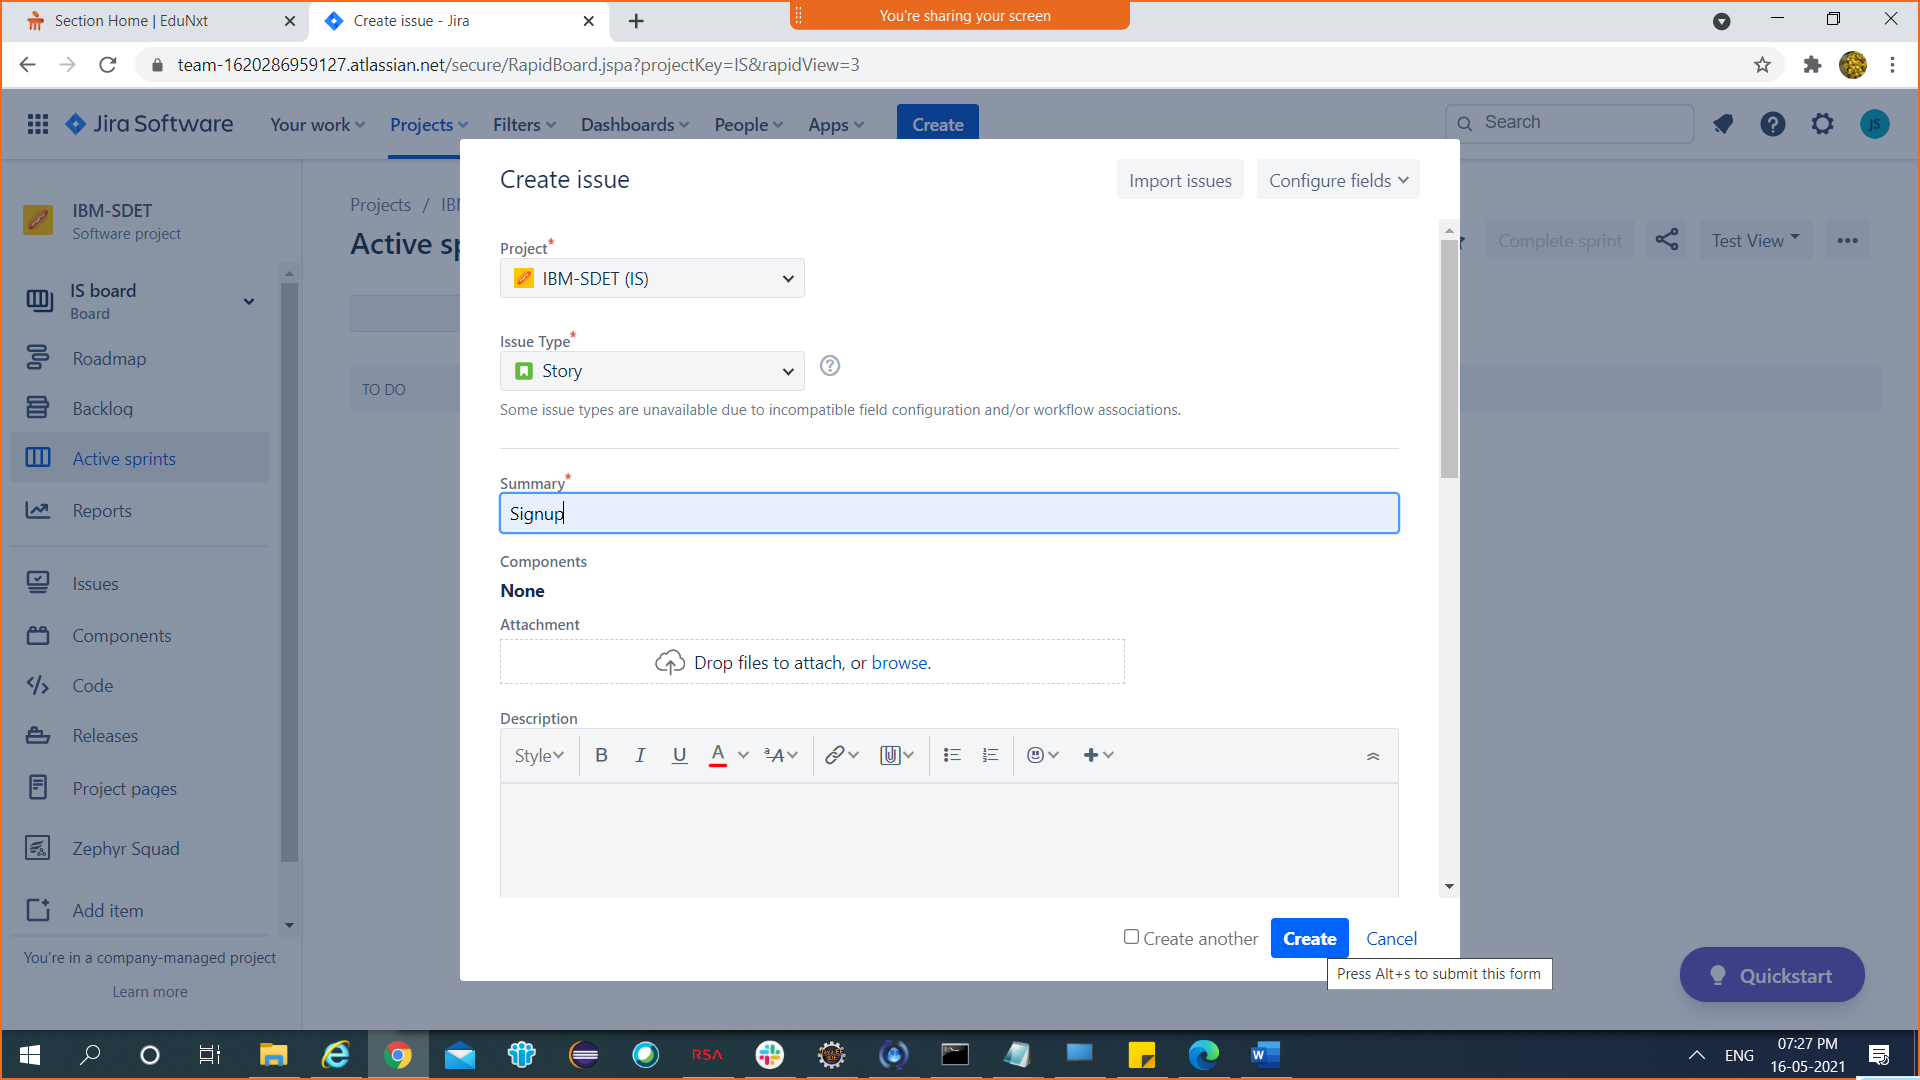 Section Home | EduNxt
Create issue - Jira
You're sharing your screen
team-1620286959127.atlassian.net/secure/RapidBoard.jspa?projectKey=IS&rapidView=3
Jira Software
Your work
Projects
Filters
Dashboards
People
Apps
Create
Search
JS
IBM-SDET
Software project
IS board
Board
Roadmap
Backlog
Active sprints
Reports
Issues
Components
Code
Releases
Project pages
Zephyr Squad
Add item
You're in a company-managed project
Learn more
Projects /
Active
TO DO
Complete sprint
Test View
Create issue
Import issues
Configure fields
Project*
IBM-SDET (IS)
Issue Type*
Story
Some issue types are unavailable due to incompatible field configuration and/or workflow associations.
Summary*
Signup
Components
None
Attachment
Drop files to attach, or browse.
Description
Style
Create another
Create
Cancel
Press Alt+s to submit this form
Quickstart
RSA
ENG
07:27 PM
16-05-2021